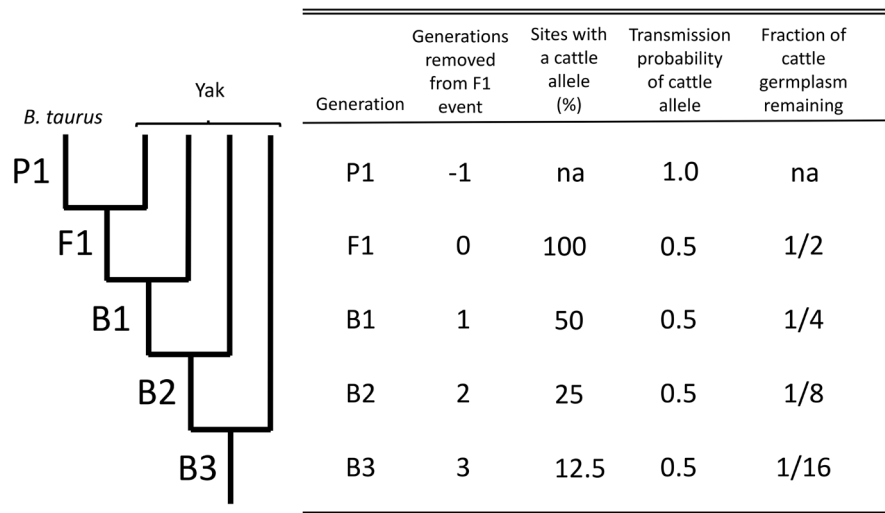 Yak
B. taurus
P1
F1
B1
B2
B3
Generation
Generations
removed
from F1
event
Sites with
a cattle
allele
(%)
Transmission
probability
of cattle
allele
Fraction of
cattle
germplasm
remaining
P1 -1 na 1.0 na
F1 0 100 0.5 1/2
B1 1 50 0.5 1/4
B2 2 25 0.5 1/8
B3 3 12.5 0.5 1/16